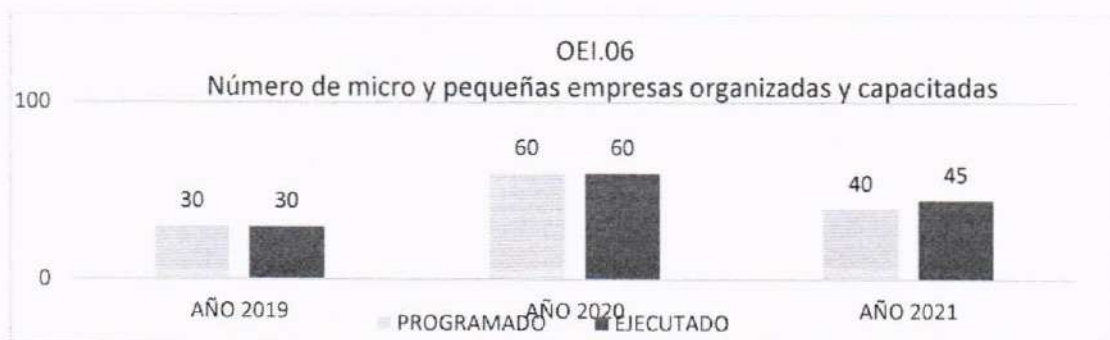 OEI.06
Número de micro y pequeñas empresas organizadas y capacitadas
100
60 60
40 45
30 30
0
AÑO 2019 AÑO 2020 AÑO 2021
PROGRAMADO EJECUTADO